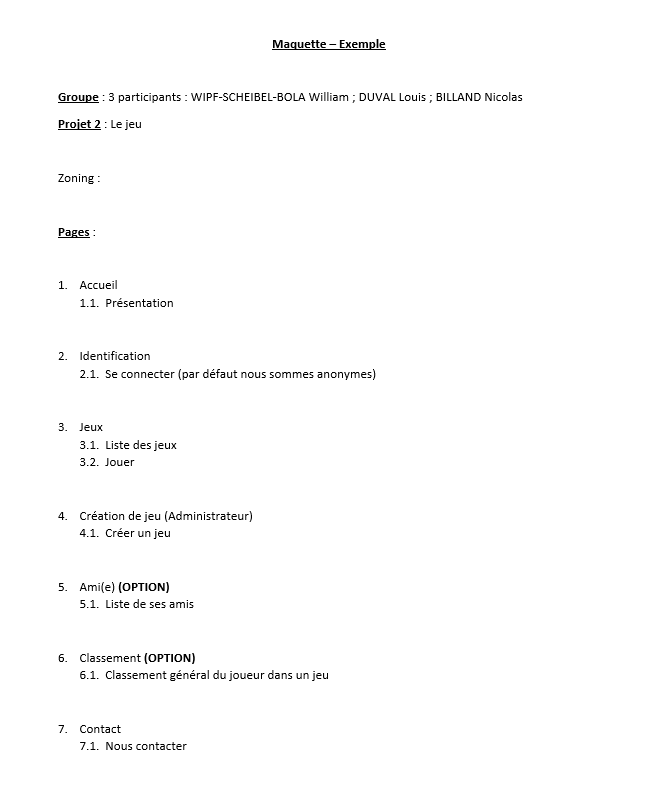 Maquette – Exemple
Groupe : 3 participants : WIPF-SCHEIBEL-BOLA William ; DUVAL Louis ; BILLAND Nicolas
Projet 2 : Le jeu
Zoning :
Pages :
1. Accueil
1.1. Présentation
2. Identification
2.1. Se connecter (par défaut nous sommes anonymes)
3. Jeux
3.1. Liste des jeux
3.2. Jouer
4. Création de jeu (Administrateur)
4.1. Créer un jeu
5. Ami(e) (OPTION)
5.1. Liste de ses amis
6. Classement (OPTION)
6.1. Classement général du joueur dans un jeu
7. Contact
7.1. Nous contacter